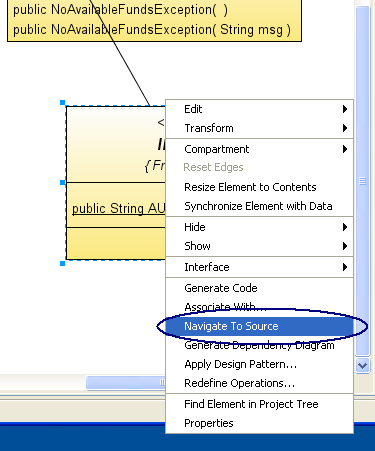 public NoAvailableFundsException(  )
public NoAvailableFundsException( String msg )
Edit
Transform
Compartment
Reset Edges
Resize Element to Contents
Synchronize Element with Data
Hide
Show
public String AU
Interface
Generate Code
Associate With...
Navigate To Source
Generate Dependency Diagram
Apply Design Pattern...
Redefine Operations...
Find Element in Project Tree
Properties